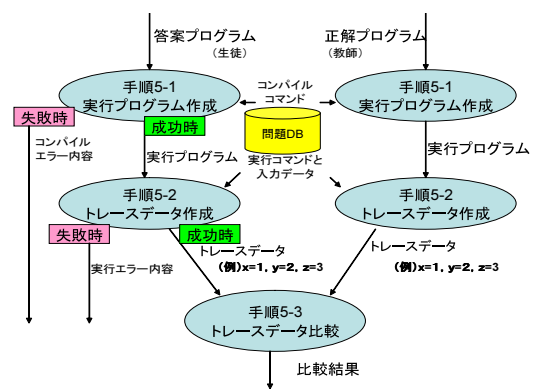 答案プログラム
（生徒）
正解プログラム
（教師）
手順5-1
実行プログラム作成
コンパイル
コマンド
手順5-1
実行プログラム作成
失敗時
成功時
問題DB
コンパイル
エラー内容
実行プログラム
実行コマンドと
入力データ
実行プログラム
手順5-2
トレースデータ作成
手順5-2
トレースデータ作成
失敗時
成功時
実行エラー内容
トレースデータ
(例)x=1, y=2, z=3
トレースデータ
(例)x=1, y=2, z=3
手順5-3
トレースデータ比較
比較結果